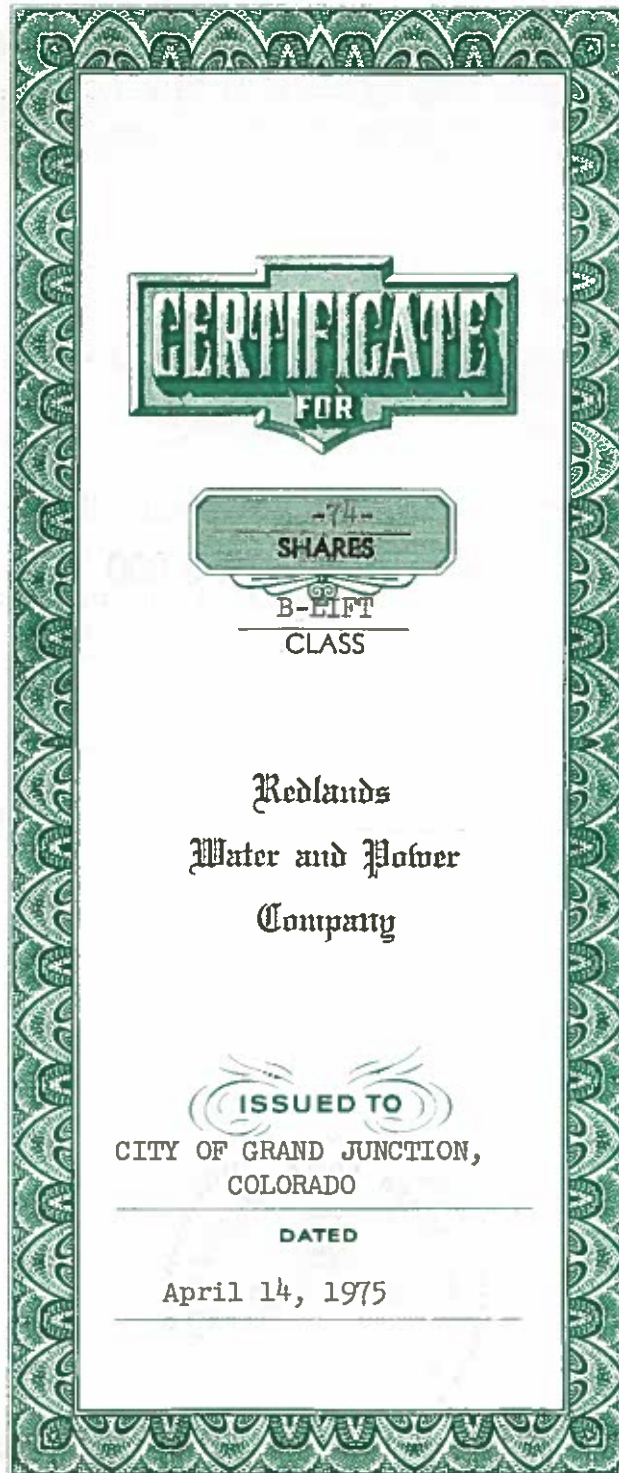 CERTIFICATE
FOR
-74-
SHARES
B-LIFT
CLASS
Redlands
Water and Power
Company
ISSUED TO
CITY OF GRAND JUNCTION,
COLORADO
DATED
April 14, 1975